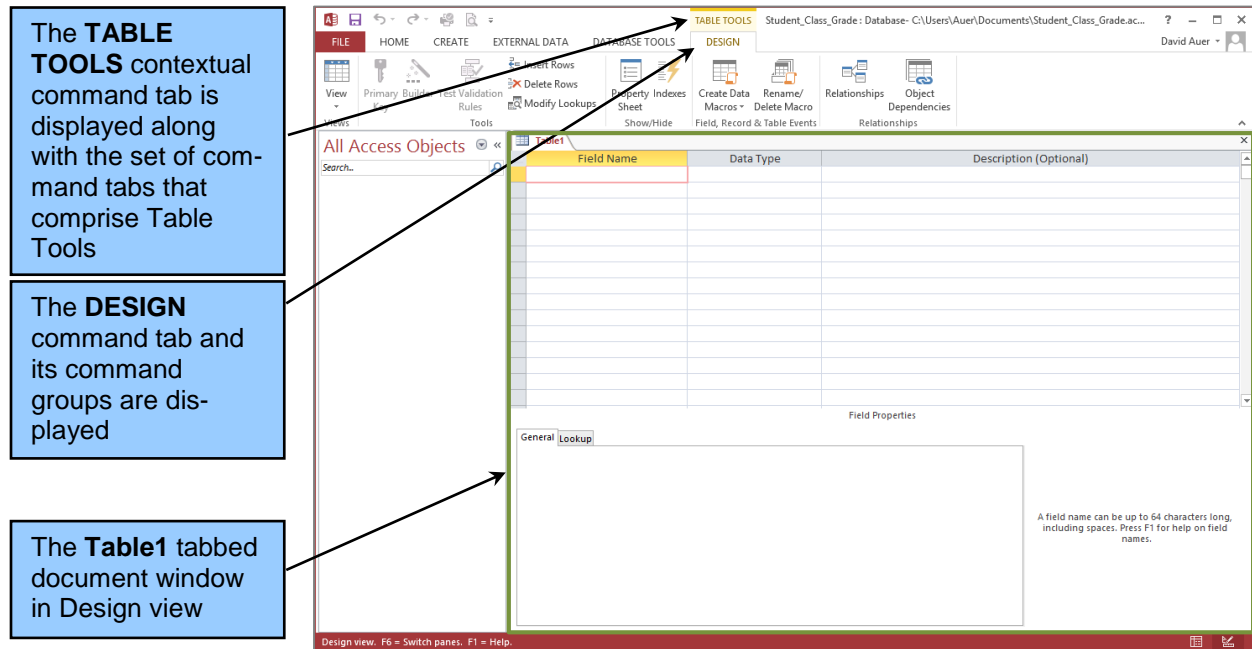 The TABLE
TOOLS contextual
command tab is
displayed along
with the set of com-
mand tabs that
comprise Table
Tools
The DESIGN
command tab and
its command
groups are dis-
played
The Table1 tabbed
document window
in Design view
TABLE TOOLS Student_Class_Grade : Database- C:\Users\Auer\Documents\Student_Class_Grade.ac... ?
FILE HOME CREATE EXTERNAL DATA DATABASE TOOLS DESIGN David Auer
View Primary Key Builder Test Validation Rules
Insert Rows
Delete Rows
Modify Lookups
Property Sheet Indexes Create Data Macros Rename/ Delete Macro Relationships Object Dependencies
Views Tools Show/Hide Field, Record & Table Events Relationships
All Access Objects «
Search...
Table1
Field Name Data Type Description (Optional)
Field Properties
General Lookup
A field name can be up to 64 characters long,
including spaces. Press F1 for help on field
names.
Design view. F6 = Switch panes. F1 = Help.